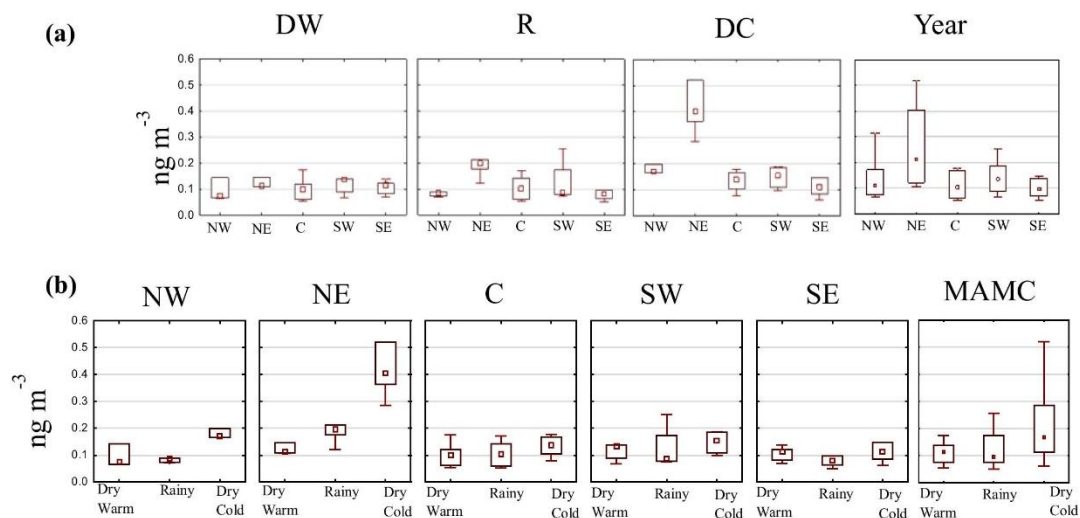 (a)
DW R DC Year
ng m⁻³
0.6
0.5
0.4
0.3
0.2
0.1
0.0
NW NE C SW SE NW NE C SW SE NW NE C SW SE NW NE C SW SE
(b)
NW NE C SW SE MAMC
ng m⁻³
0.6
0.5
0.4
0.3
0.2
0.1
0.0
Dry Rainy Dry Dry Rainy Dry Dry Rainy Dry Dry Rainy Dry Dry Rainy Dry Dry Rainy Dry
Warm Cold Warm Cold Warm Cold Warm Cold Warm Cold Warm Cold